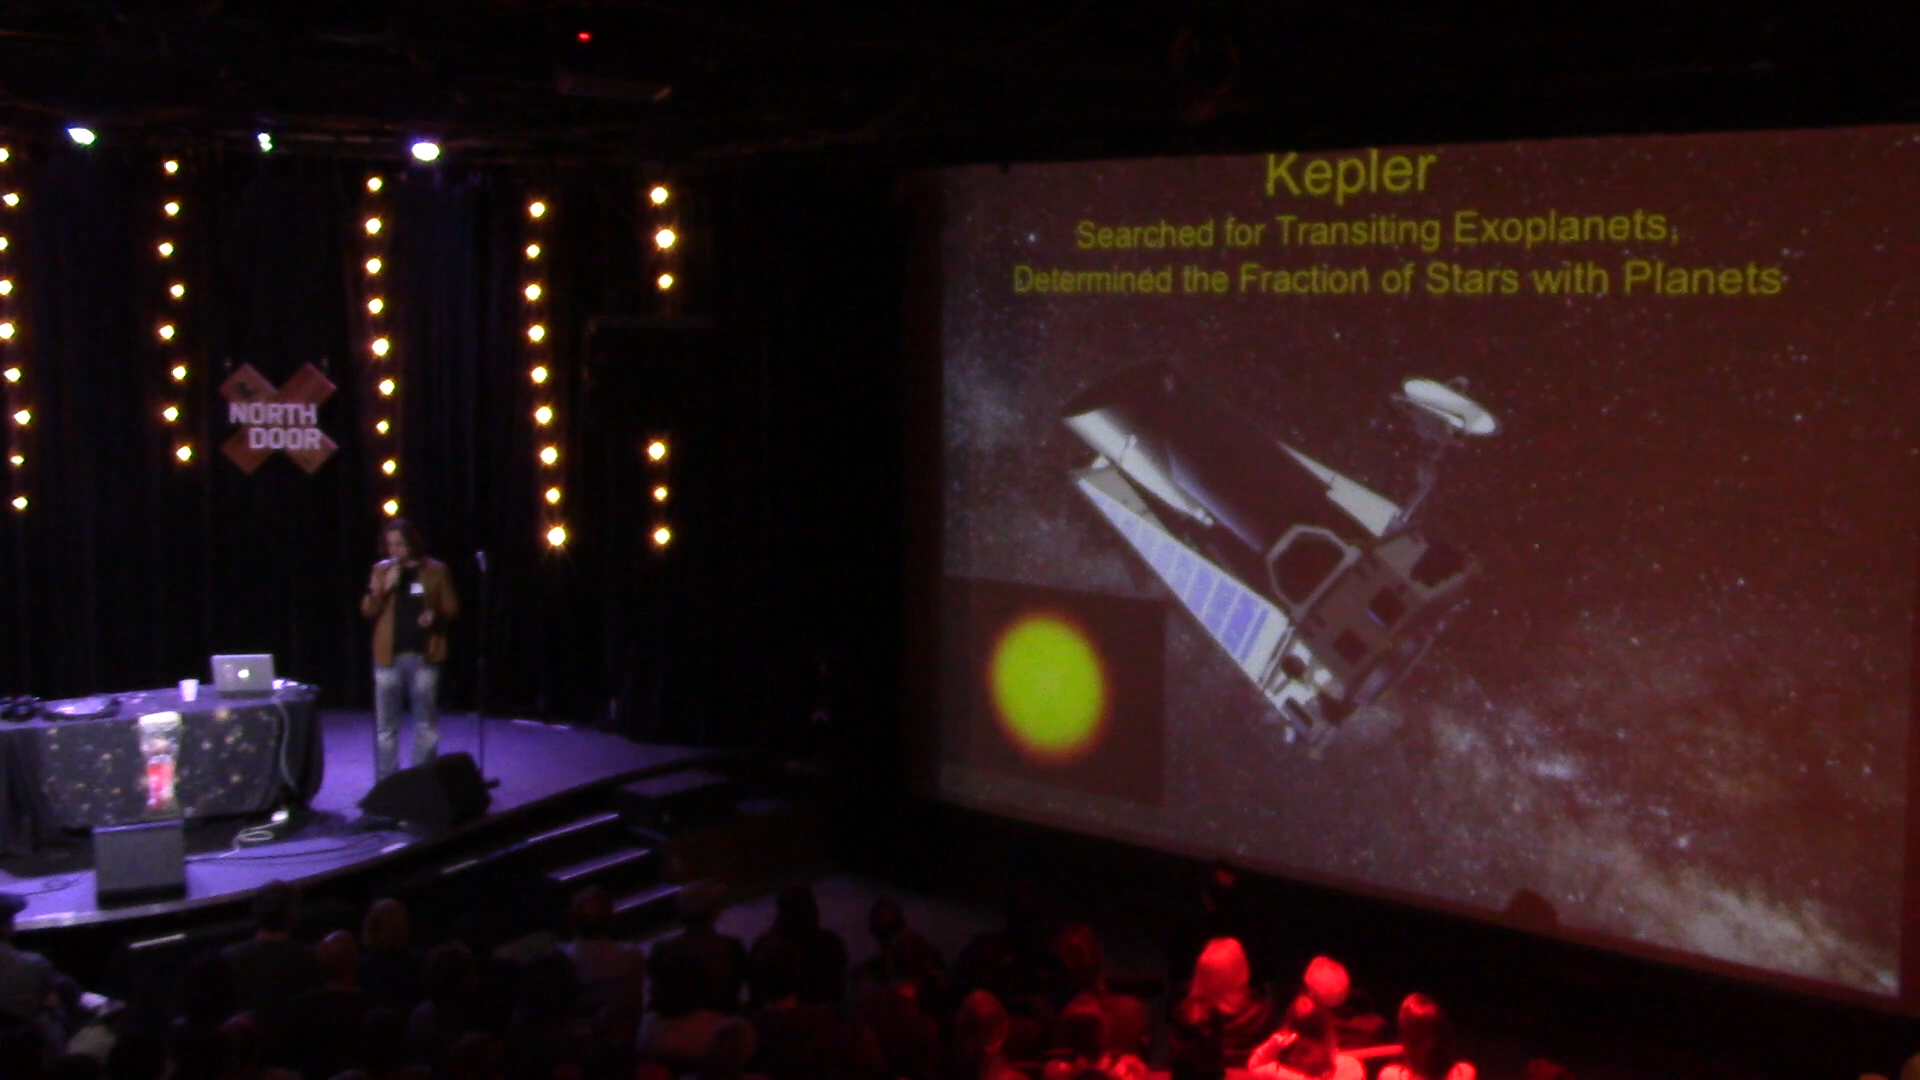 NORTH
DOOR
Kepler
Searched for Transiting Exoplanets,
Determined the Fraction of Stars with Planets